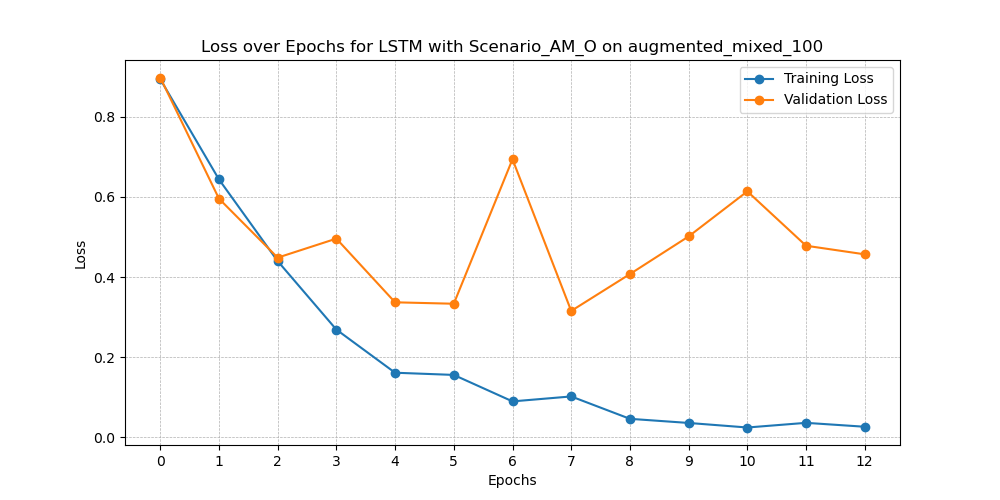 Loss over Epochs for LSTM with Scenario_AM_O on augmented_mixed_100
Training Loss
Validation Loss
Loss
0.8
0.6
0.4
0.2
0.0
0 1 2 3 4 5 6 7 8 9 10 11 12
Epochs